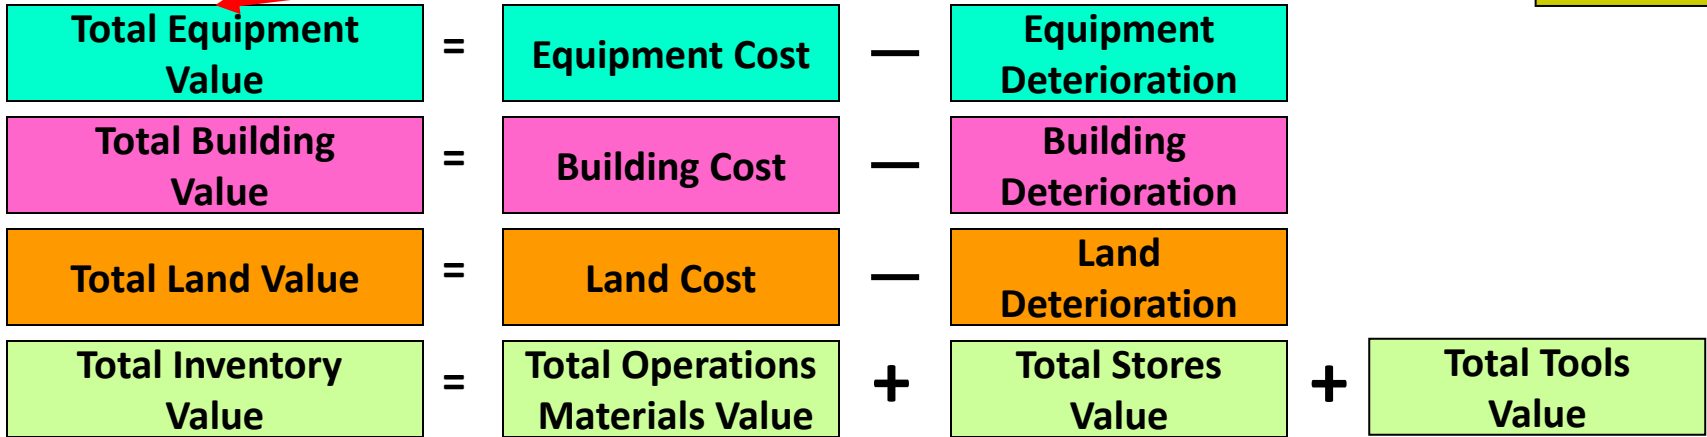 Total Equipment
Value
=
Equipment Cost
—
Equipment
Deterioration
Total Building
Value
=
Building Cost
—
Building
Deterioration
Total Land Value
=
Land Cost
—
Land
Deterioration
Total Inventory
Value
=
Total Operations
Materials Value
+
Total Stores
Value
+
Total Tools
Value